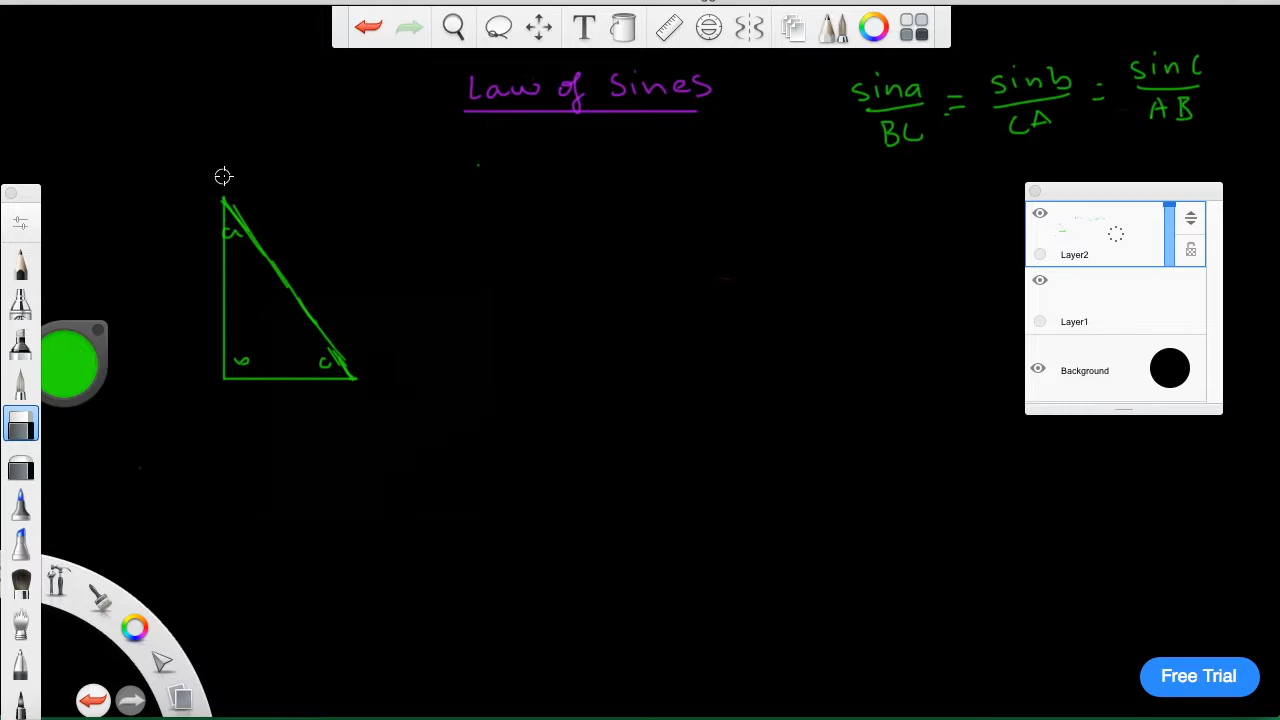 T
Law of Sines
sina/BC = sinb/CA = sinc/AB
a
b
c
Layer2
Layer1
Background
Free Trial